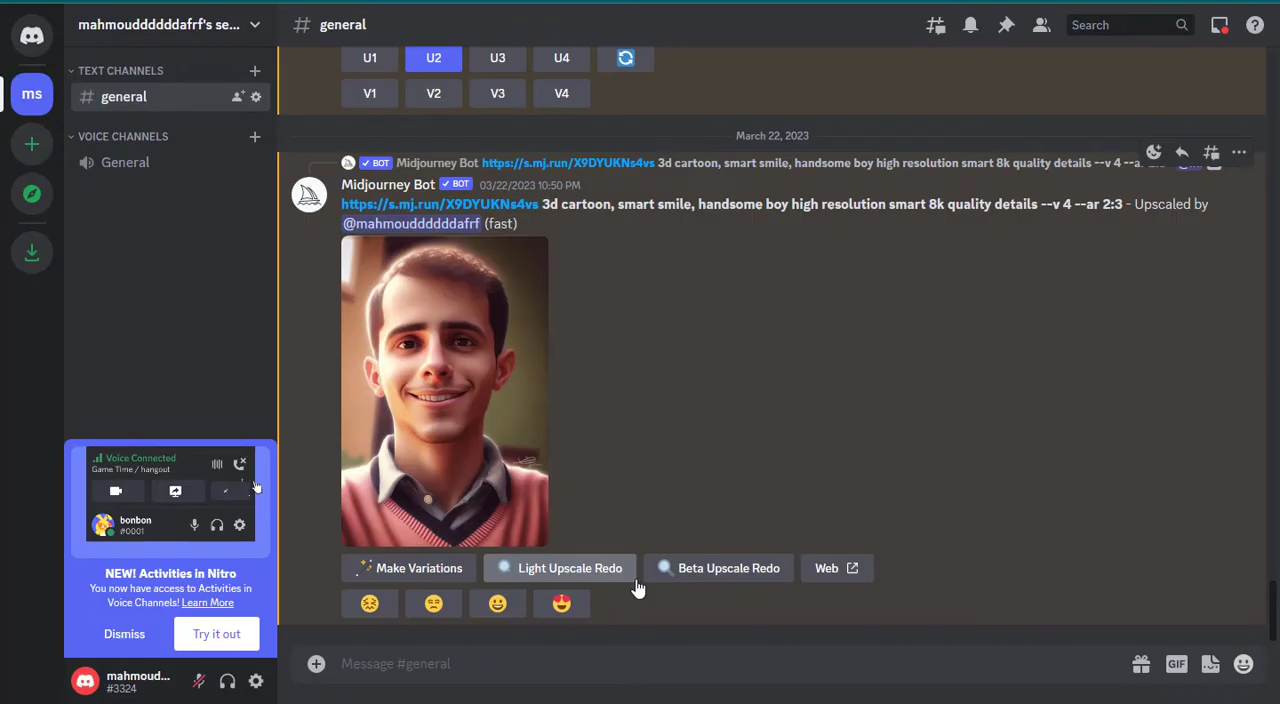 mahmouddddddafrf's se...
general
Search
TEXT CHANNELS
general
VOICE CHANNELS
General
ms
U1 U2 U3 U4
V1 V2 V3 V4
March 22, 2023
BOT Midjourney Bot https://s.mj.run/X9DYUKNs4vs 3d cartoon, smart smile, handsome boy high resolution smart 8k quality details --v 4
Midjourney Bot BOT 03/22/2023 10:50 PM
https://s.mj.run/X9DYUKNs4vs 3d cartoon, smart smile, handsome boy high resolution smart 8k quality details --v 4 --ar 2:3 - Upscaled by
@mahmouddddddafrf (fast)
Make Variations Light Upscale Redo Beta Upscale Redo Web
Voice Connected
Game Time / hangout
bonbon
#0001
NEW! Activities in Nitro
You now have access to Activities in
Voice Channels! Learn More
Dismiss Try it out
mahmoud...
#3324
Message #general
GIF